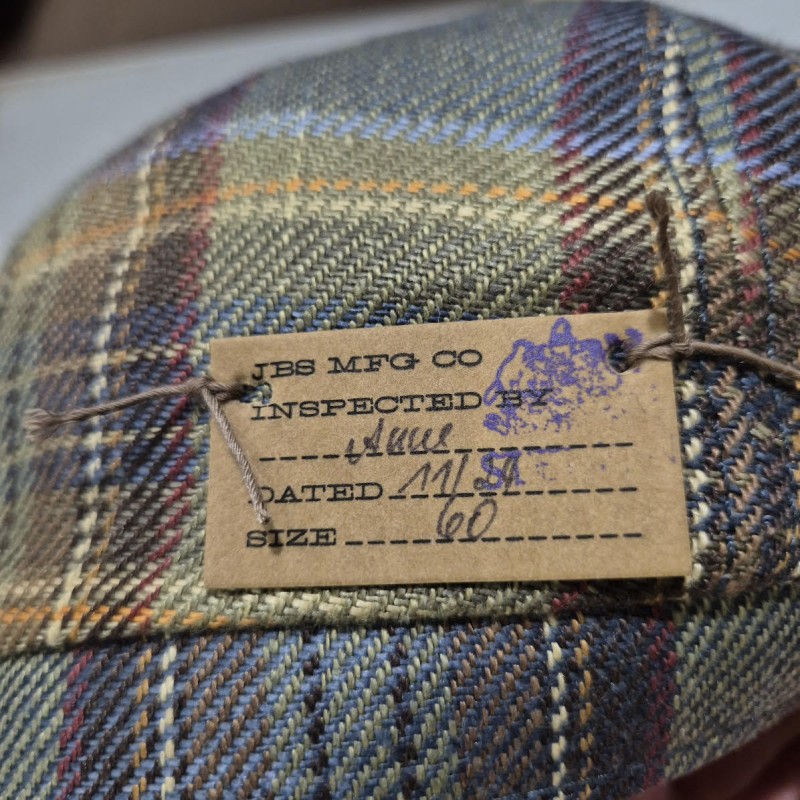 JBS MFG CO
INSPECTED BY
Anne
DATED 11/
SIZE 60